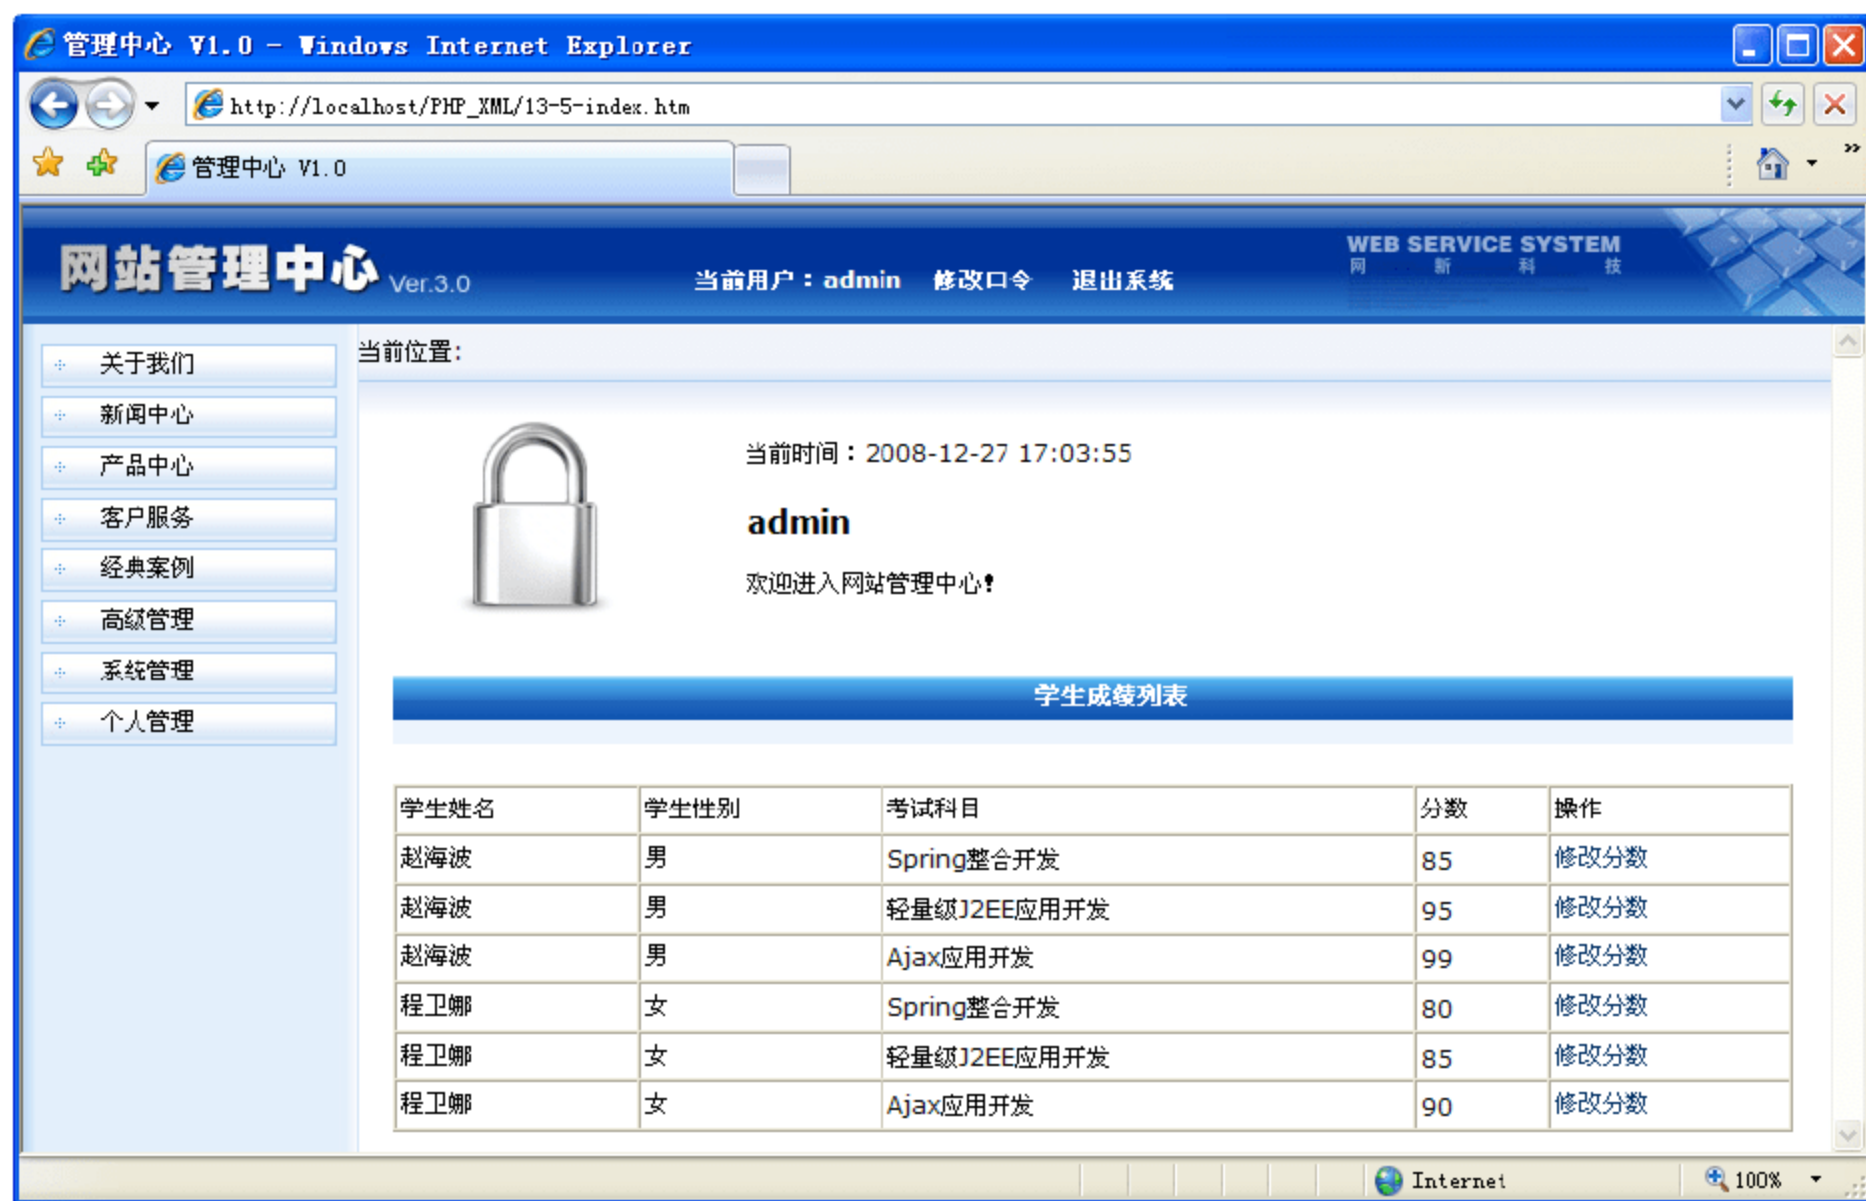 管理中心 V1.0 - Windows Internet Explorer
http://localhost/PHP_XML/13-5-index.htm
管理中心 V1.0
网站管理中心 Ver.3.0
当前用户：admin 修改口令 退出系统
WEB SERVICE SYSTEM
网 新 科 技
关于我们
新闻中心
产品中心
客户服务
经典案例
高级管理
系统管理
个人管理
当前位置:
当前时间：2008-12-27 17:03:55
admin
欢迎进入网站管理中心!
学生成绩列表
学生姓名 学生性别 考试科目 分数 操作
赵海波 男 Spring整合开发 85 修改分数
赵海波 男 轻量级J2EE应用开发 95 修改分数
赵海波 男 Ajax应用开发 99 修改分数
程卫娜 女 Spring整合开发 80 修改分数
程卫娜 女 轻量级J2EE应用开发 85 修改分数
程卫娜 女 Ajax应用开发 90 修改分数
Internet 100%